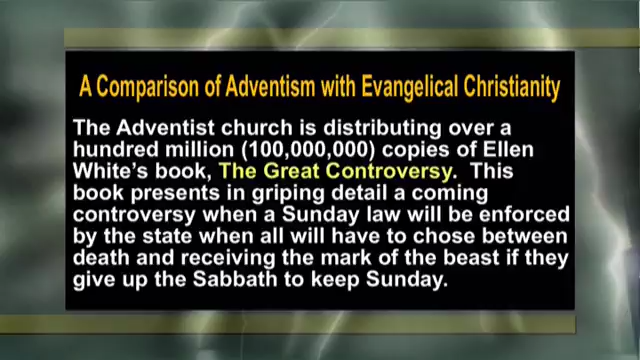 A Comparison of Adventism with Evangelical Christianity
The Adventist church is distributing over a
hundred million (100,000,000) copies of Ellen
White's book, The Great Controversy. This
book presents in griping detail a coming
controversy when a Sunday law will be enforced
by the state when all will have to chose between
death and receiving the mark of the beast if they
give up the Sabbath to keep Sunday.